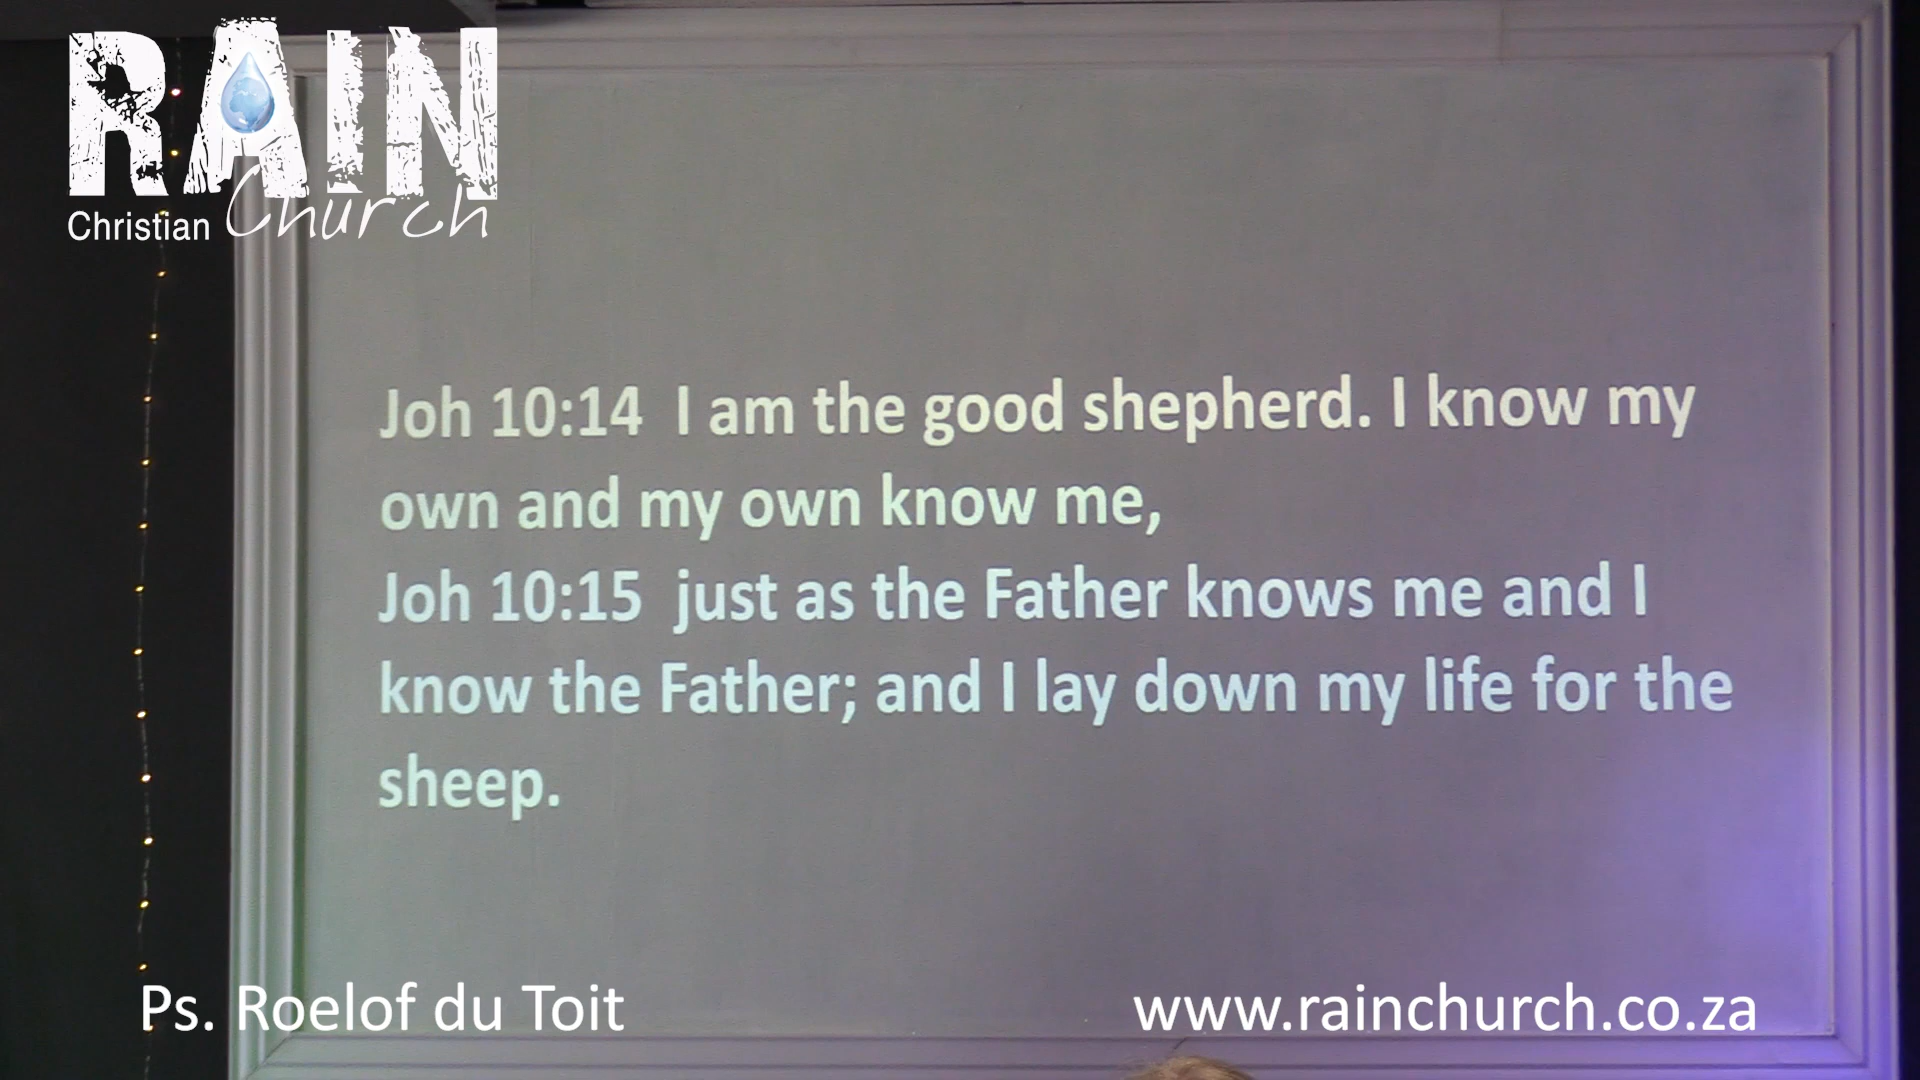 RAIN
Christian Church
Joh 10:14 I am the good shepherd. I know my
own and my own know me,
Joh 10:15 just as the Father knows me and I
know the Father; and I lay down my life for the
sheep.
Ps. Roelof du Toit
www.rainchurch.co.za